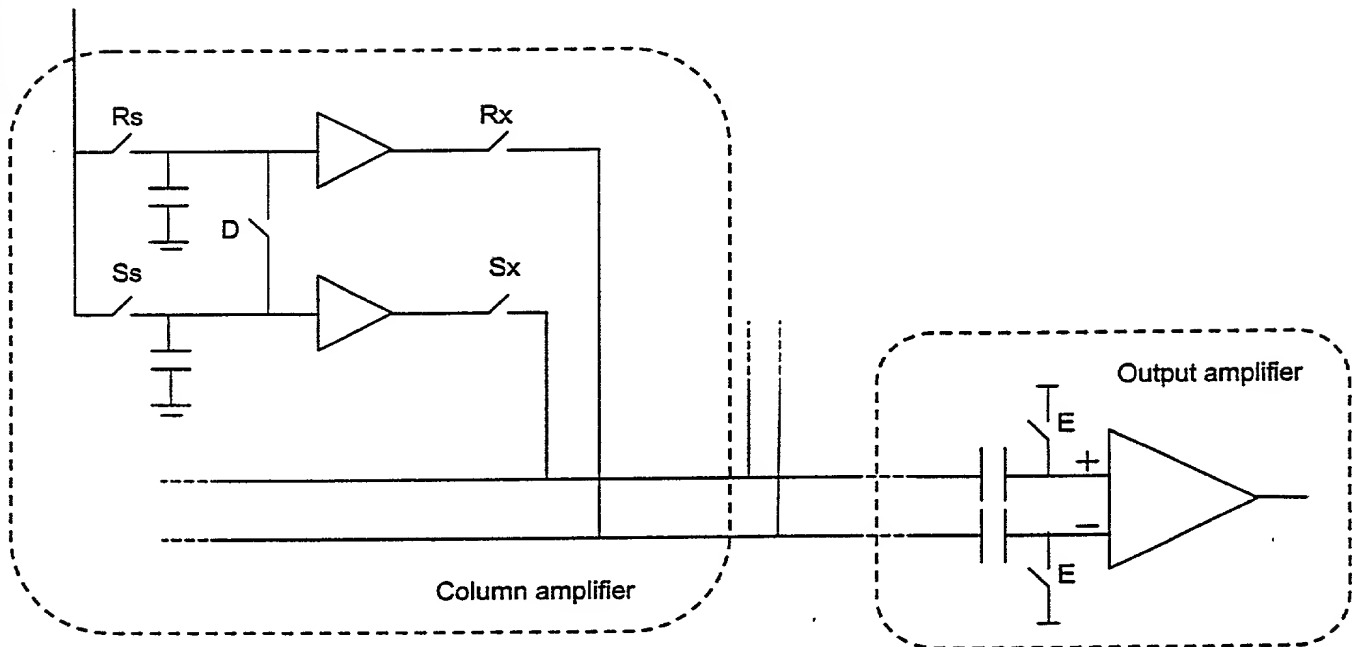 Rs
Rx
D
Ss
Sx
Output amplifier
E
+
−
E
Column amplifier